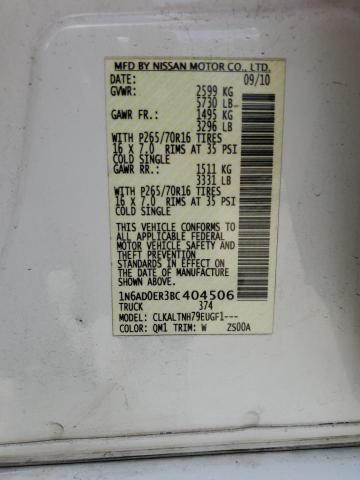 MFD BY NISSAN MOTOR CO., LTD.
DATE: 09/10
GVWR: 2599 KG
5730 LB
GAWR FR.: 1495 KG
3296 LB
WITH P265/70R16 TIRES
16 X 7.0 RIMS AT 35 PSI
COLD SINGLE
GAWR RR.: 1511 KG
3331 LB
WITH P265/70R16 TIRES
16 X 7.0 RIMS AT 35 PSI
COLD SINGLE
THIS VEHICLE CONFORMS TO
ALL APPLICABLE FEDERAL
MOTOR VEHICLE SAFETY
AND THEFT PREVENTION
STANDARDS IN EFFECT ON
THE DATE OF MANUFACTURE
SHOWN ABOVE.
1N6AD0ER3BC404506
TRUCK 374
MODEL: CLKALTNH79EUGF1---
COLOR: QM1 TRIM: W ZS00A